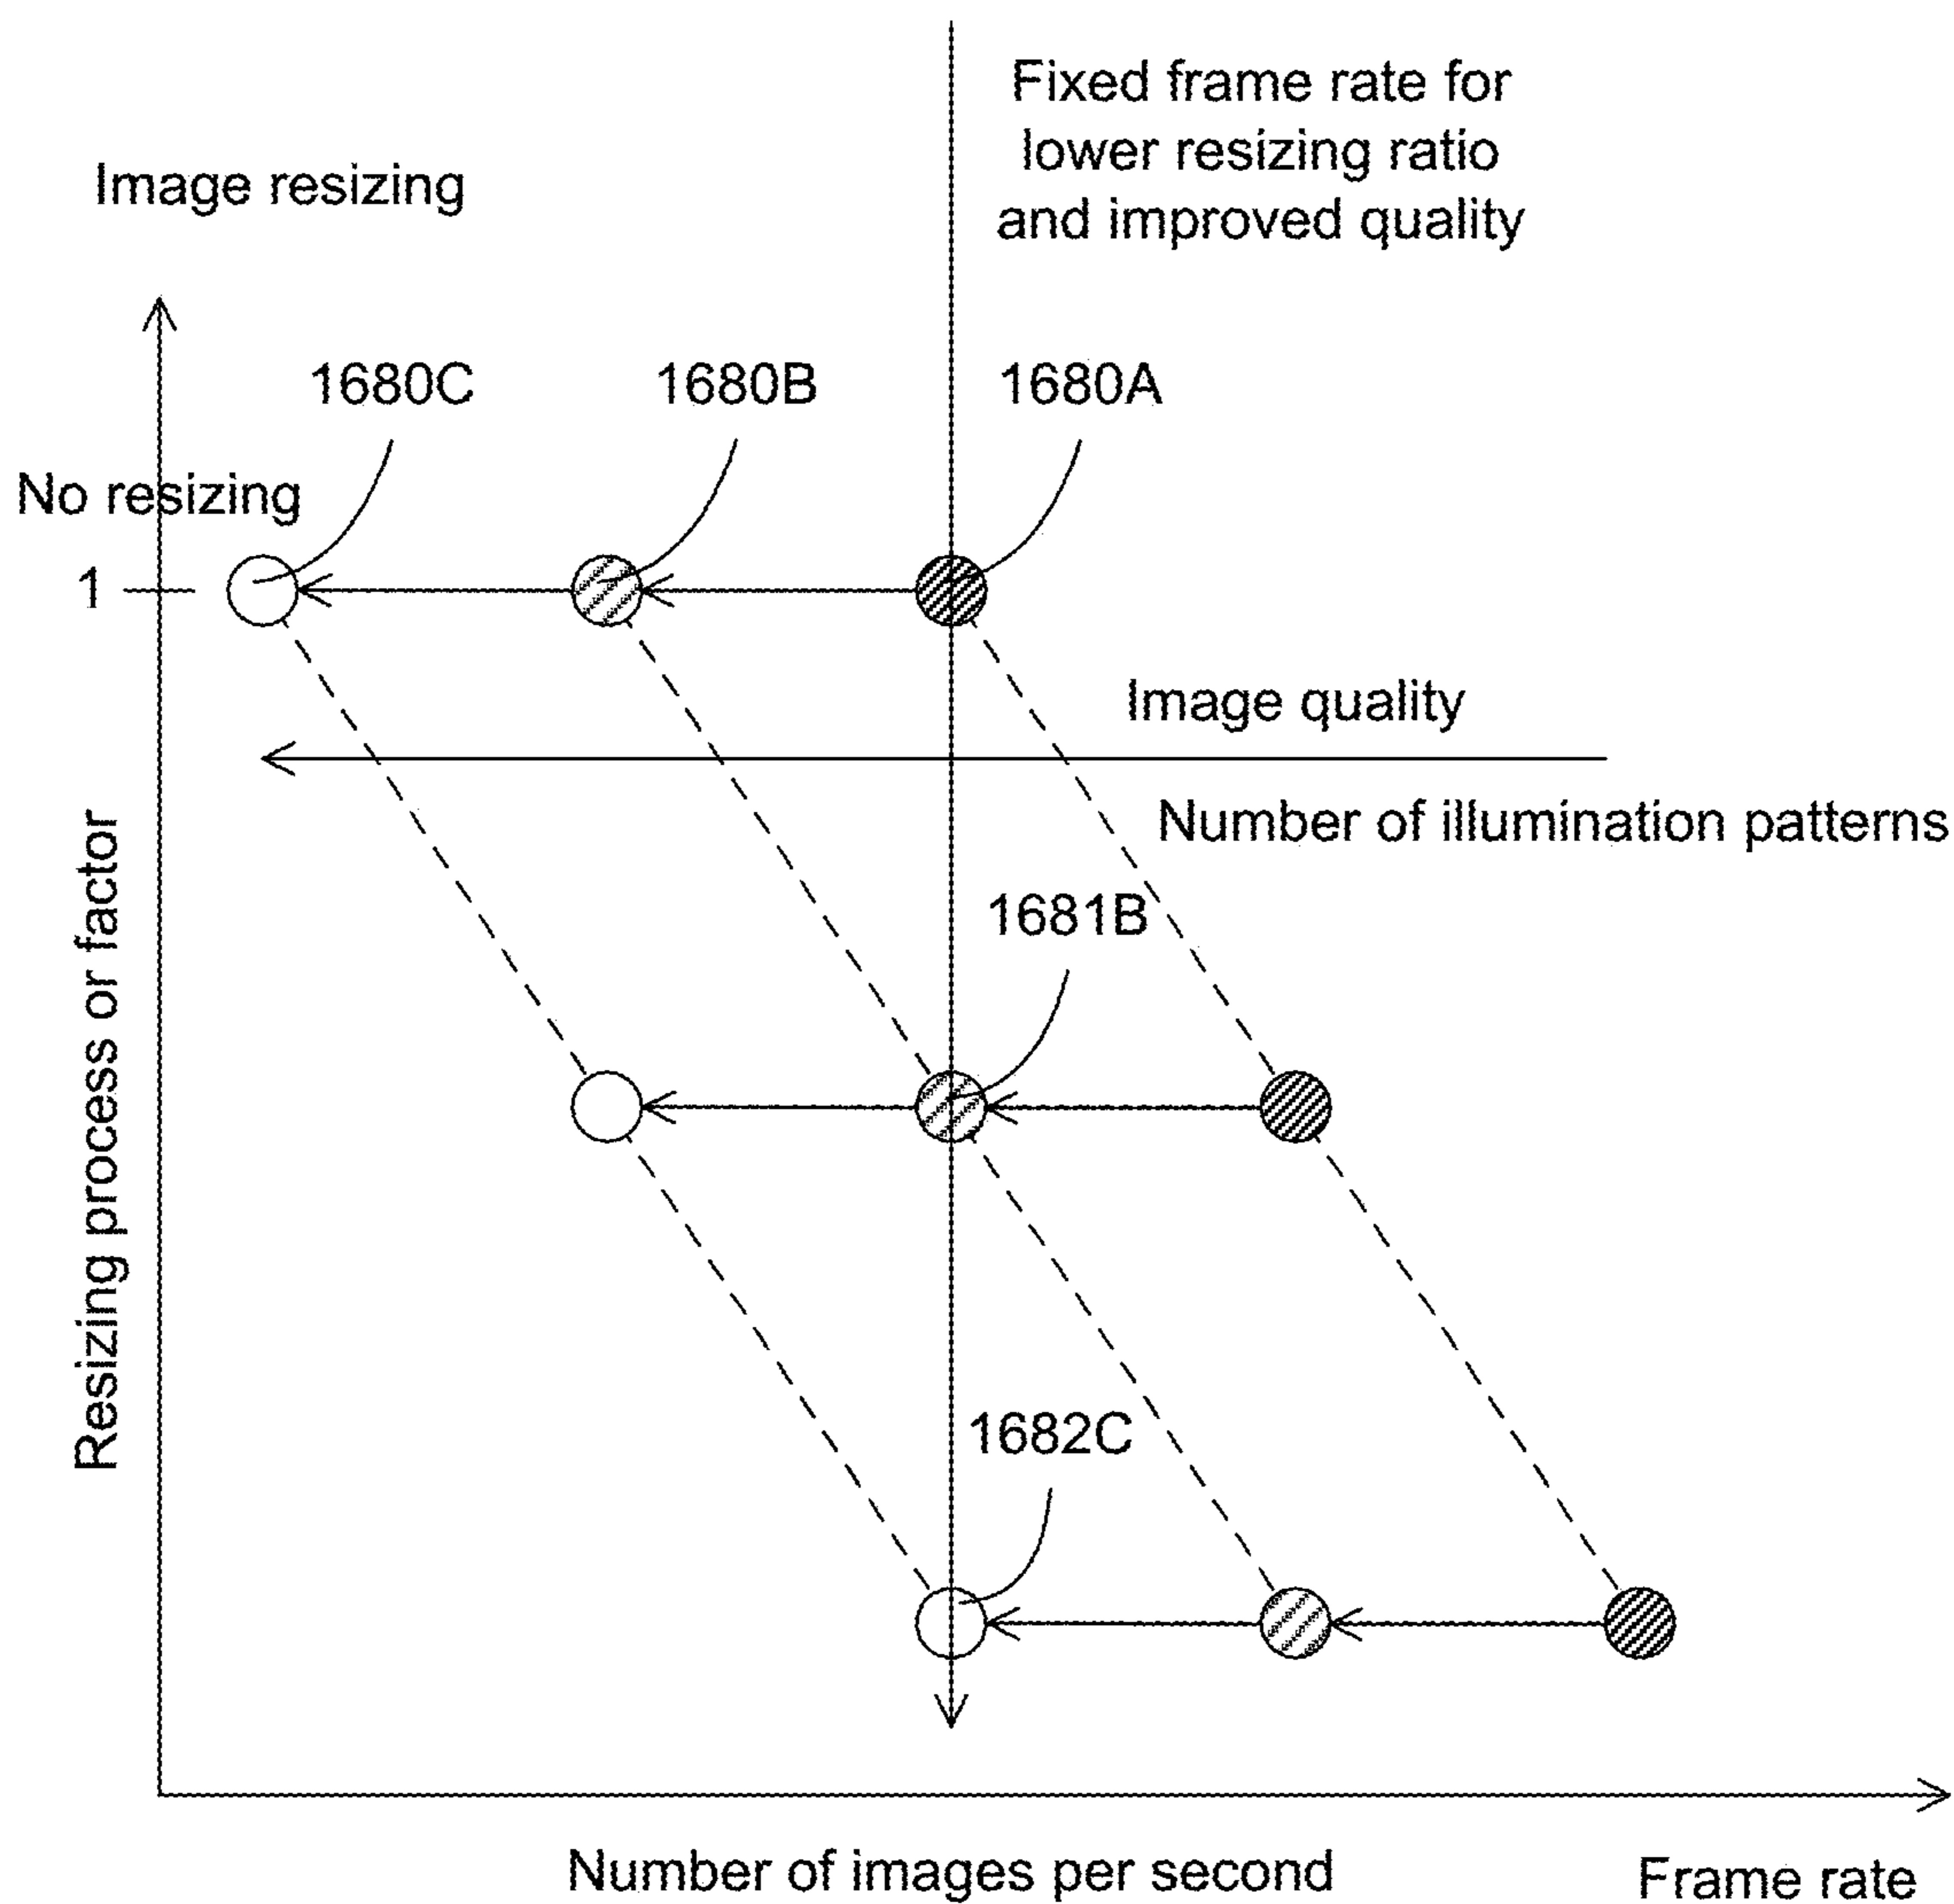 Fixed frame rate for
lower resizing ratio
and improved quality
Image resizing
1680C
1680B
1680A
No resizing
1
Image quality
Number of illumination patterns
1681B
Resizing process or factor
1682C
Number of images per second
Frame rate